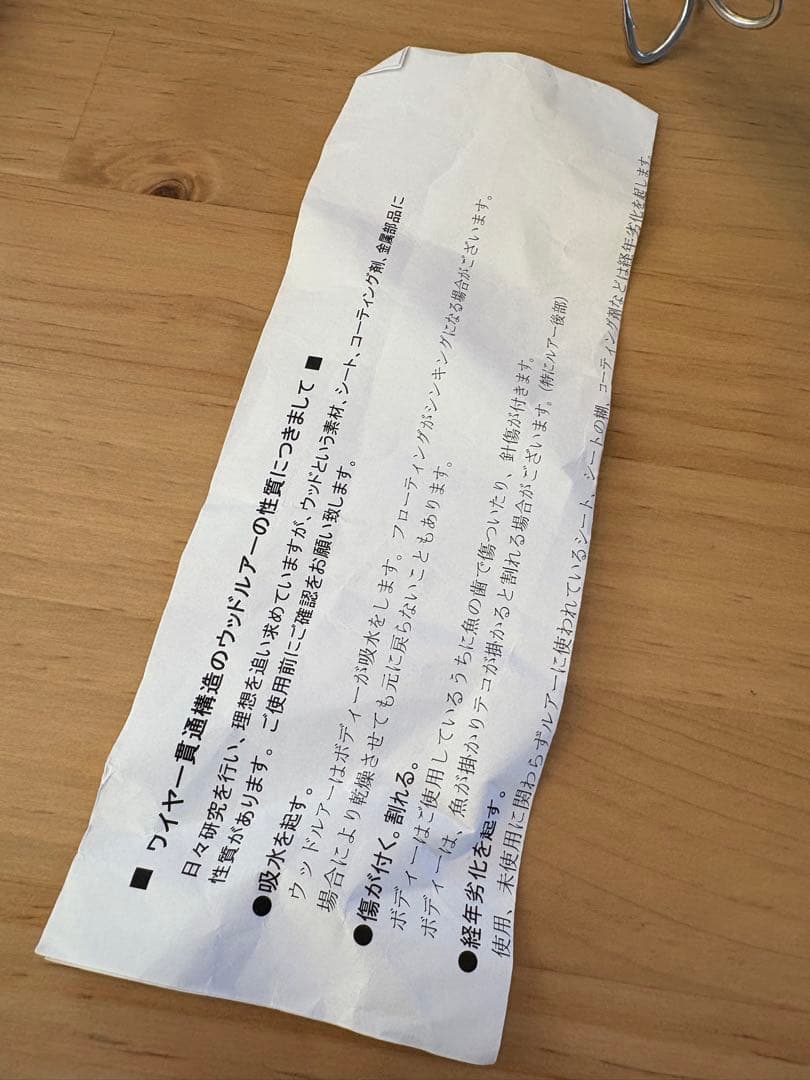 ■ ワイヤー貫通構造のウッドルアーの性質につきまして ■
日々研究を行い、理想を追い求めていますが、ウッドという素材、シート、コーティング剤、金属部品に
性質があります。ご使用前にご確認をお願い致します。
●吸水を起す。
ウッドルアーはボディーが吸水をします。フローティングがシンキングになる場合がございます。
場合により乾燥させても元に戻らないこともあります。
●傷が付く。割れる。
ボディーはご使用しているうちに魚の歯で傷ついたり、針傷が付きます。
ボディーは、魚が掛かりテコが掛かると割れる場合がございます。(特にルアー後部)
●経年劣化を起す。
使用、未使用に関わらずルアーに使われているシート、シートの糊、コーティング剤などは経年劣化を起します。